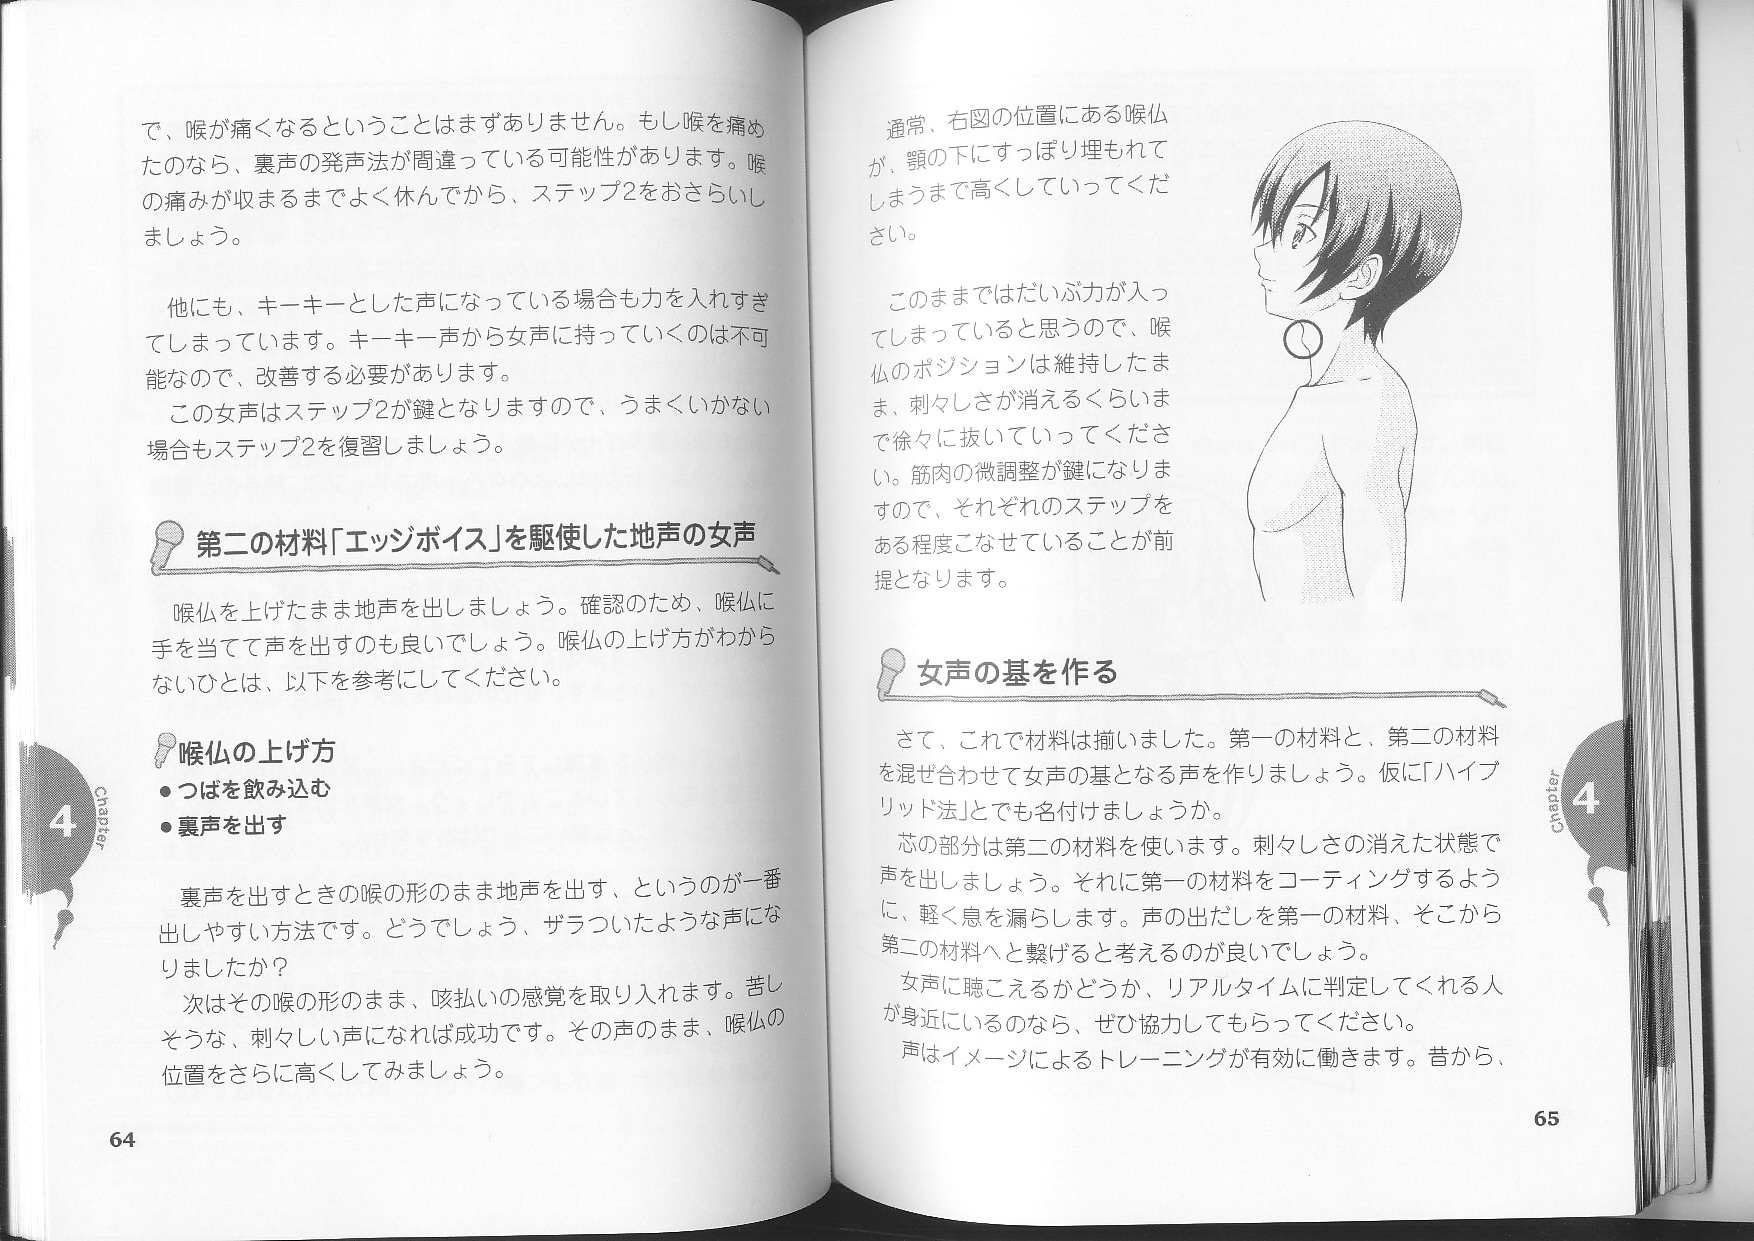 で、喉が痛くなるということはまずありません。もし喉を痛め
たのなら、裏声の発声法が間違っている可能性があります。喉
の痛みが収まるまでよく休んでから、ステップ2をおさらいし
ましょう。
他にも、キーキーとした声になっている場合も力を入れすぎ
てしまっています。キーキー声から女声に持っていくのは不可
能なので、改善する必要があります。
この女声はステップ2が鍵となりますので、うまくいかない
場合もステップ2を復習しましょう。
第二の材料「エッジボイス」を駆使した地声の女声
喉仏を上げたまま地声を出しましょう。確認のため、喉仏に
手を当てて声を出すのも良いでしょう。喉仏の上げ方がわから
ないひとは、以下を参考にしてください。
喉仏の上げ方
●つばを飲み込む
●裏声を出す
裏声を出すときの喉の形のまま地声を出す、というのが一番
出しやすい方法です。どうでしょう、ザラついたような声にな
りましたか？
次はその喉の形のまま、咳払いの感覚を取り入れます。苦し
そうな、刺々しい声になれば成功です。その声のまま、喉仏の
位置をさらに高くしてみましょう。
Chapter
4
64
通常、右図の位置にある喉仏
が、顎の下にすっぽり埋もれて
しまうまで高くしていってくだ
さい。
このままではだいぶ力が入っ
てしまっていると思うので、喉
仏のポジションは維持したま
ま、刺々しさが消えるくらいま
で徐々に抜いていってくださ
い。筋肉の微調整が鍵になりま
すので、それぞれのステップを
ある程度こなせていることが前
提となります。
女声の基を作る
さて、これで材料は揃いました。第一の材料と、第二の材料
を混ぜ合わせて女声の基となる声を作りましょう。仮に「ハイブ
リッド法」とでも名付けましょうか。
芯の部分は第二の材料を使います。刺々しさの消えた状態で
声を出しましょう。それに第一の材料をコーティングするよう
に、軽く息を漏らします。声の出だしを第一の材料、そこから
第二の材料へと繋げると考えるのが良いでしょう。
女声に聴こえるかどうか、リアルタイムに判定してくれる人
が身近にいるのなら、ぜひ協力してもらってください。
声はイメージによるトレーニングが有効に働きます。昔から、
Chapter
4
65